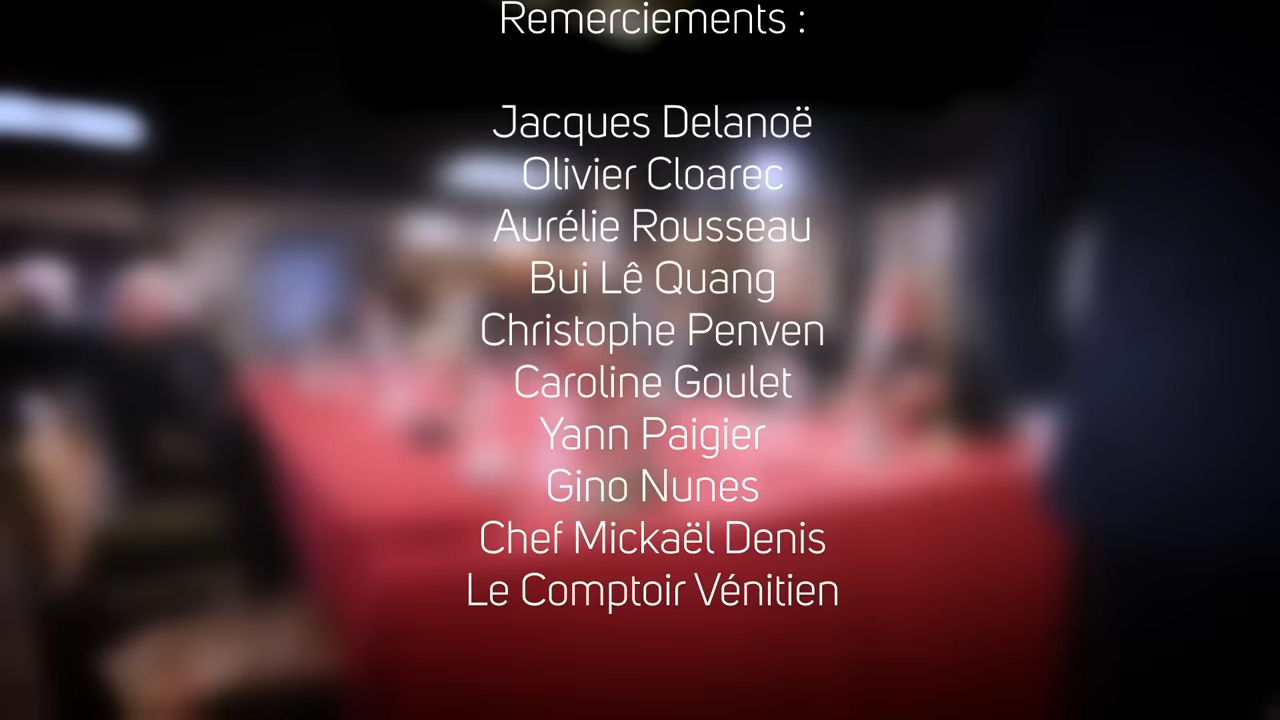 Remerciements :
Jacques Delanoë
Olivier Cloarec
Aurélie Rousseau
Bui Lê Quang
Christophe Penven
Caroline Goulet
Yann Paigier
Gino Nunes
Chef Mickaël Denis
Le Comptoir Vénitien